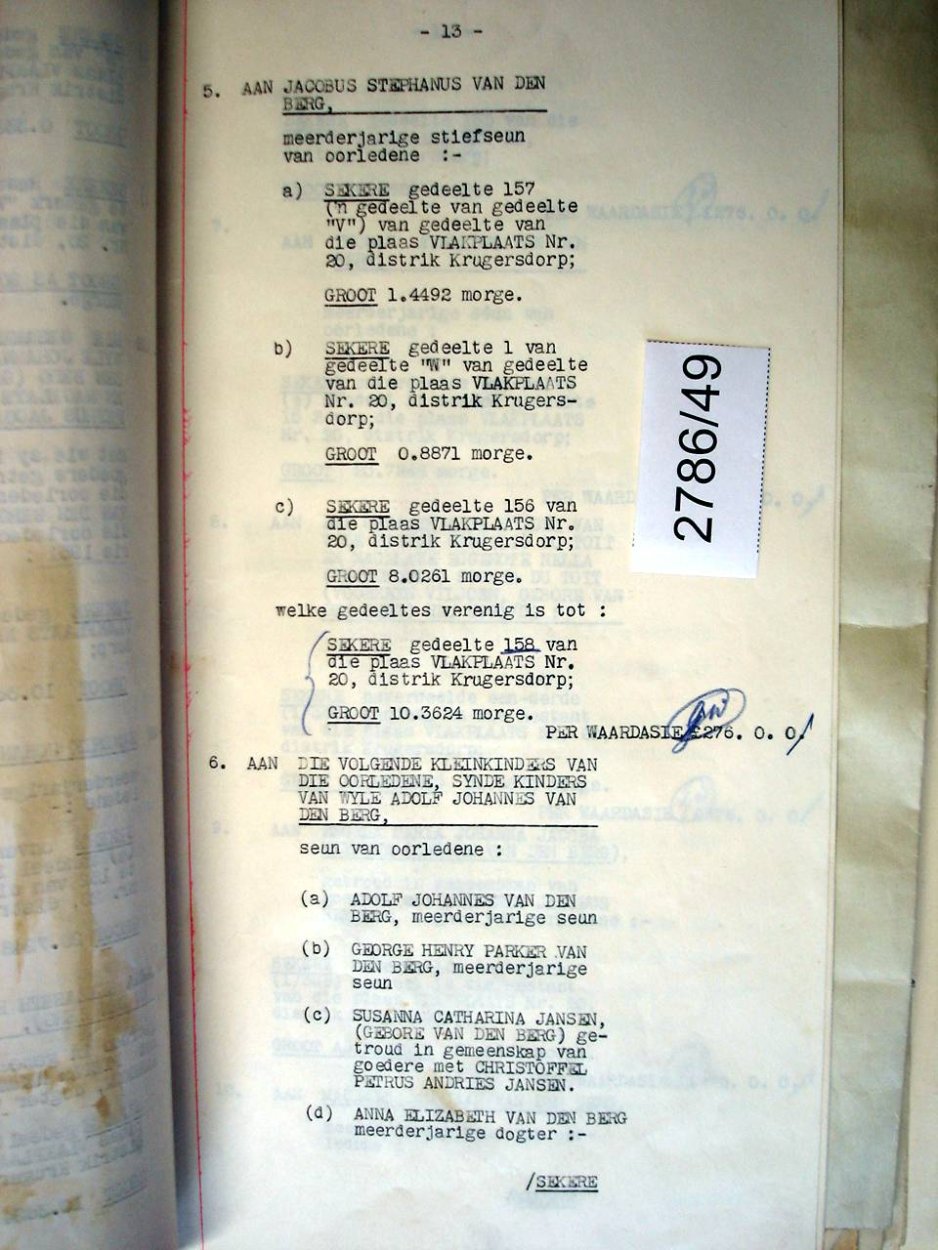 - 13 -
5. AAN JACOBUS STEPHANUS VAN DEN
BERG,
meerderjarige stiefseun
van oorledene :-
a) SEKERE gedeelte 157
('n gedeelte van gedeelte
"V") van gedeelte van
die plaas VLAKPLAATS Nr.
20, distrik Krugersdorp;
GROOT 1.4492 morge.
b) SEKERE gedeelte 1 van
gedeelte "W" van gedeelte
van die plaas VLAKPLAATS
Nr. 20, distrik Krugers-
dorp;
GROOT 0.8871 morge.
c) SEKERE gedeelte 156 van
die plaas VLAKPLAATS Nr.
20, distrik Krugersdorp;
GROOT 8.0261 morge.
welke gedeeltes verenig is tot :
SEKERE gedeelte 158 van
die plaas VLAKPLAATS Nr.
20, distrik Krugersdorp;
GROOT 10.3624 morge.
PER WAARDASIE £276. 0. 0.
6. AAN DIE VOLGENDE KLEINKINDERS VAN
DIE OORLEDENE, SYNDE KINDERS
VAN WYLE ADOLF JOHANNES VAN
DEN BERG,
seun van oorledene :
(a) ADOLF JOHANNES VAN DEN
BERG, meerderjarige seun
(b) GEORGE HENRY PARKER VAN
DEN BERG, meerderjarige
seun
(c) SUSANNA CATHARINA JANSEN,
(GEBORE VAN DEN BERG) ge-
troud in gemeenskap van
goedere met CHRISTOFFEL
PETRUS ANDRIES JANSEN.
(d) ANNA ELIZABETH VAN DEN BERG
meerderjarige dogter :-
/SEKERE
2786/49